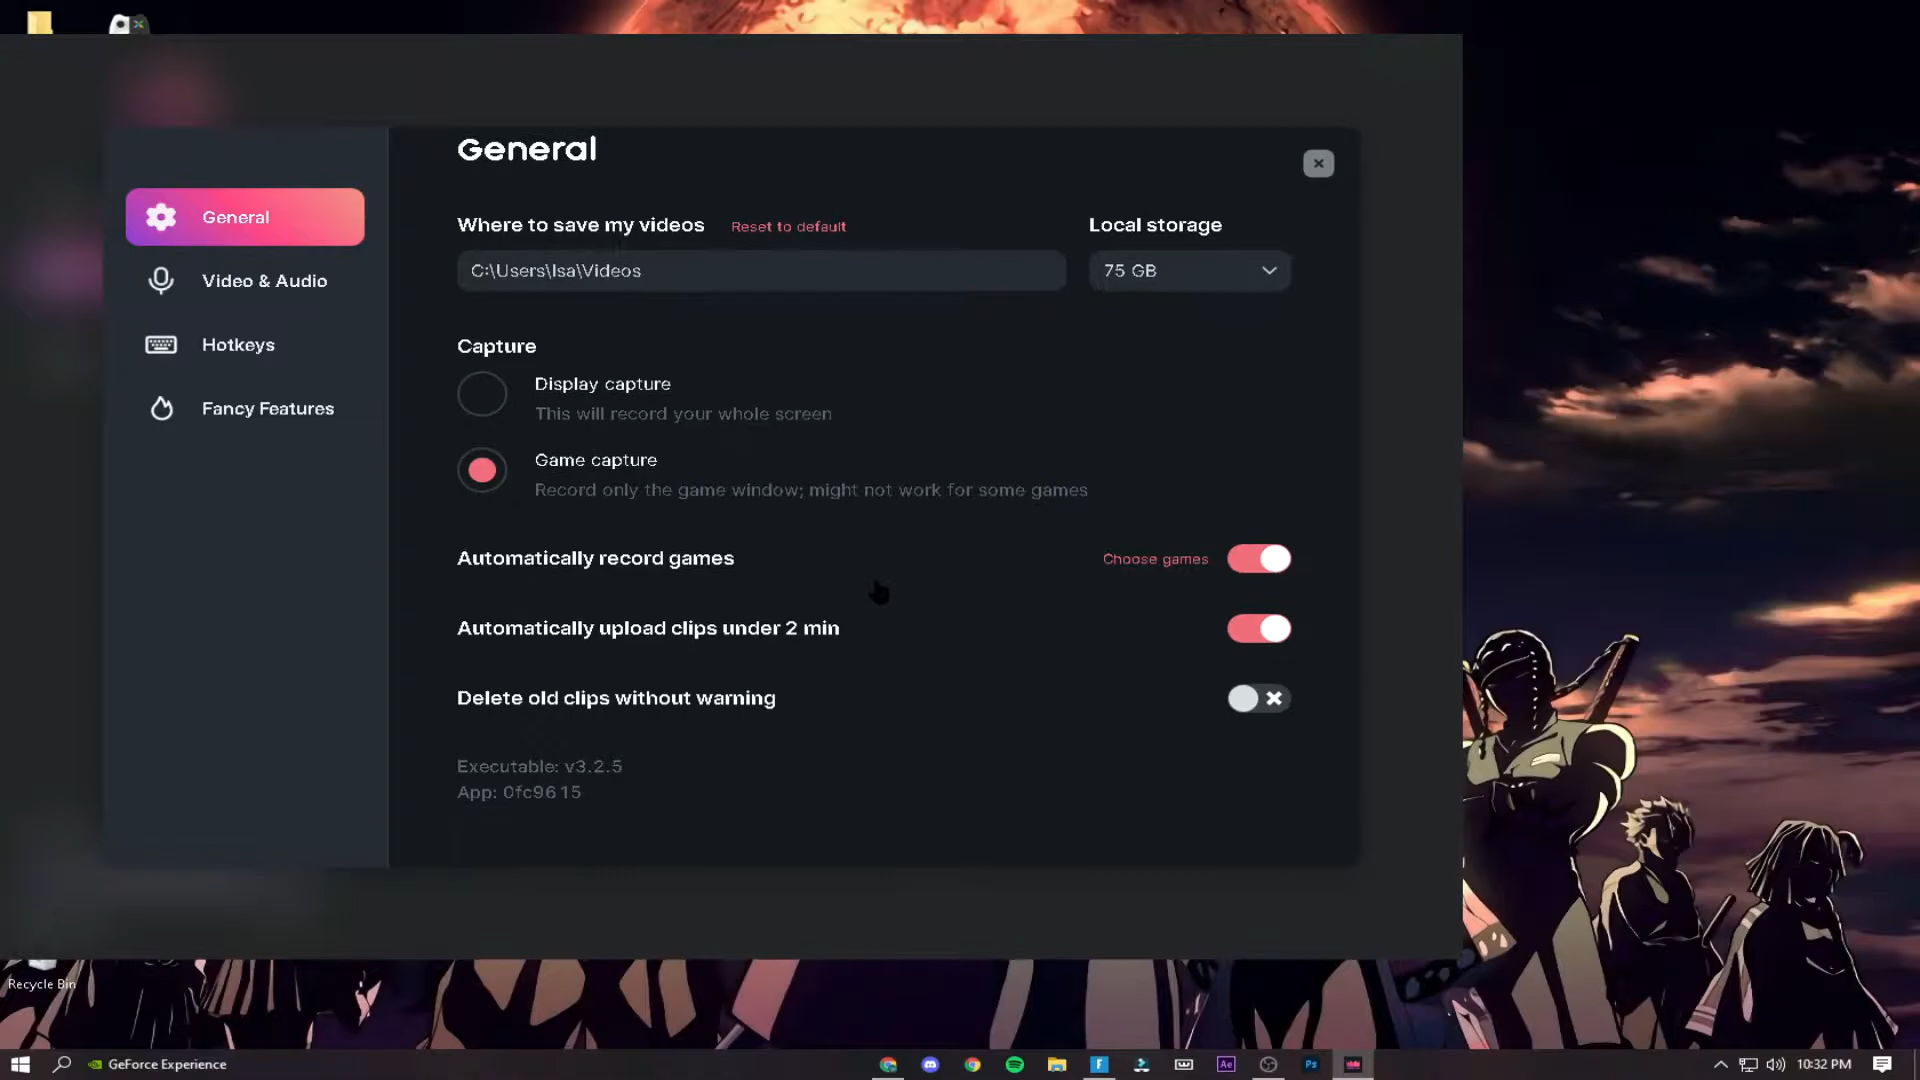 General
Where to save my videos Reset to default Local storage
C:\Users\Isa\Videos 75 GB
General
Video & Audio
Hotkeys
Fancy Features
Capture
Display capture
This will record your whole screen
Game capture
Record only the game window; might not work for some games
Automatically record games Choose games
Automatically upload clips under 2 min
Delete old clips without warning
Executable: v3.2.5
App: 0fc9615
Recycle Bin
GeForce Experience
Ae
Ps
10:32 PM